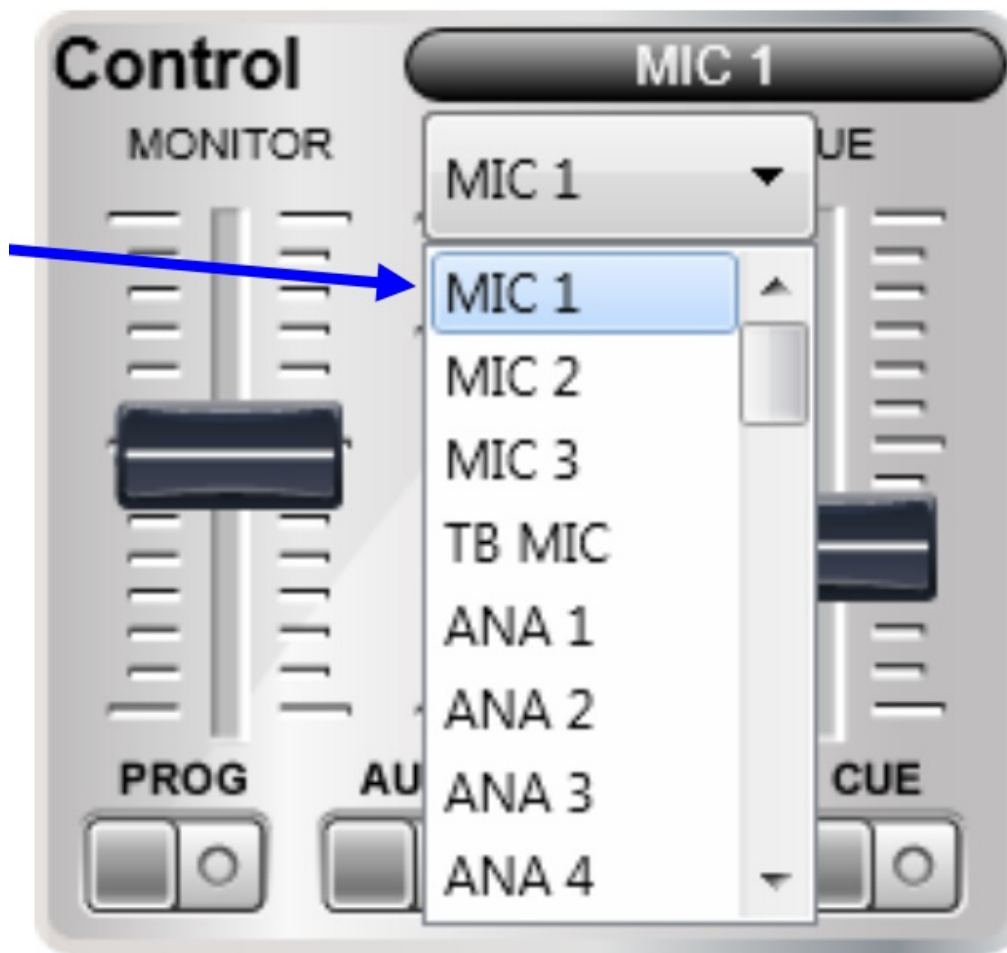 Control MIC 1
MONITOR MIC 1 UE
MIC 1
MIC 2
MIC 3
TB MIC
ANA 1
ANA 2
ANA 3
ANA 4
PROG AU CUE